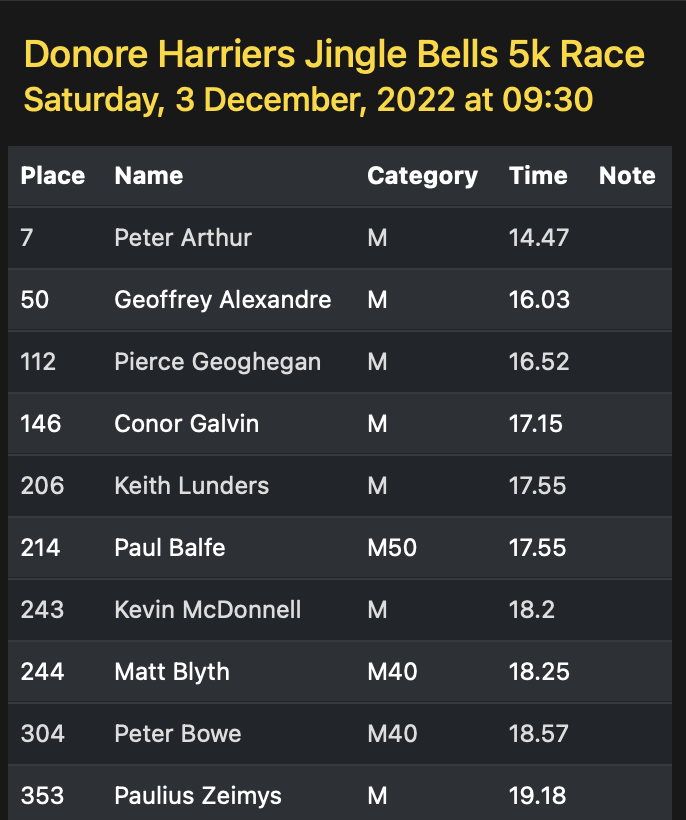 Donore Harriers Jingle Bells 5k Race
Saturday, 3 December, 2022 at 09:30
Place Name Category Time Note
7 Peter Arthur M 14.47
50 Geoffrey Alexandre M 16.03
112 Pierce Geoghegan M 16.52
146 Conor Galvin M 17.15
206 Keith Lunders M 17.55
214 Paul Balfe M50 17.55
243 Kevin McDonnell M 18.2
244 Matt Blyth M40 18.25
304 Peter Bowe M40 18.57
353 Paulius Zeimys M 19.18